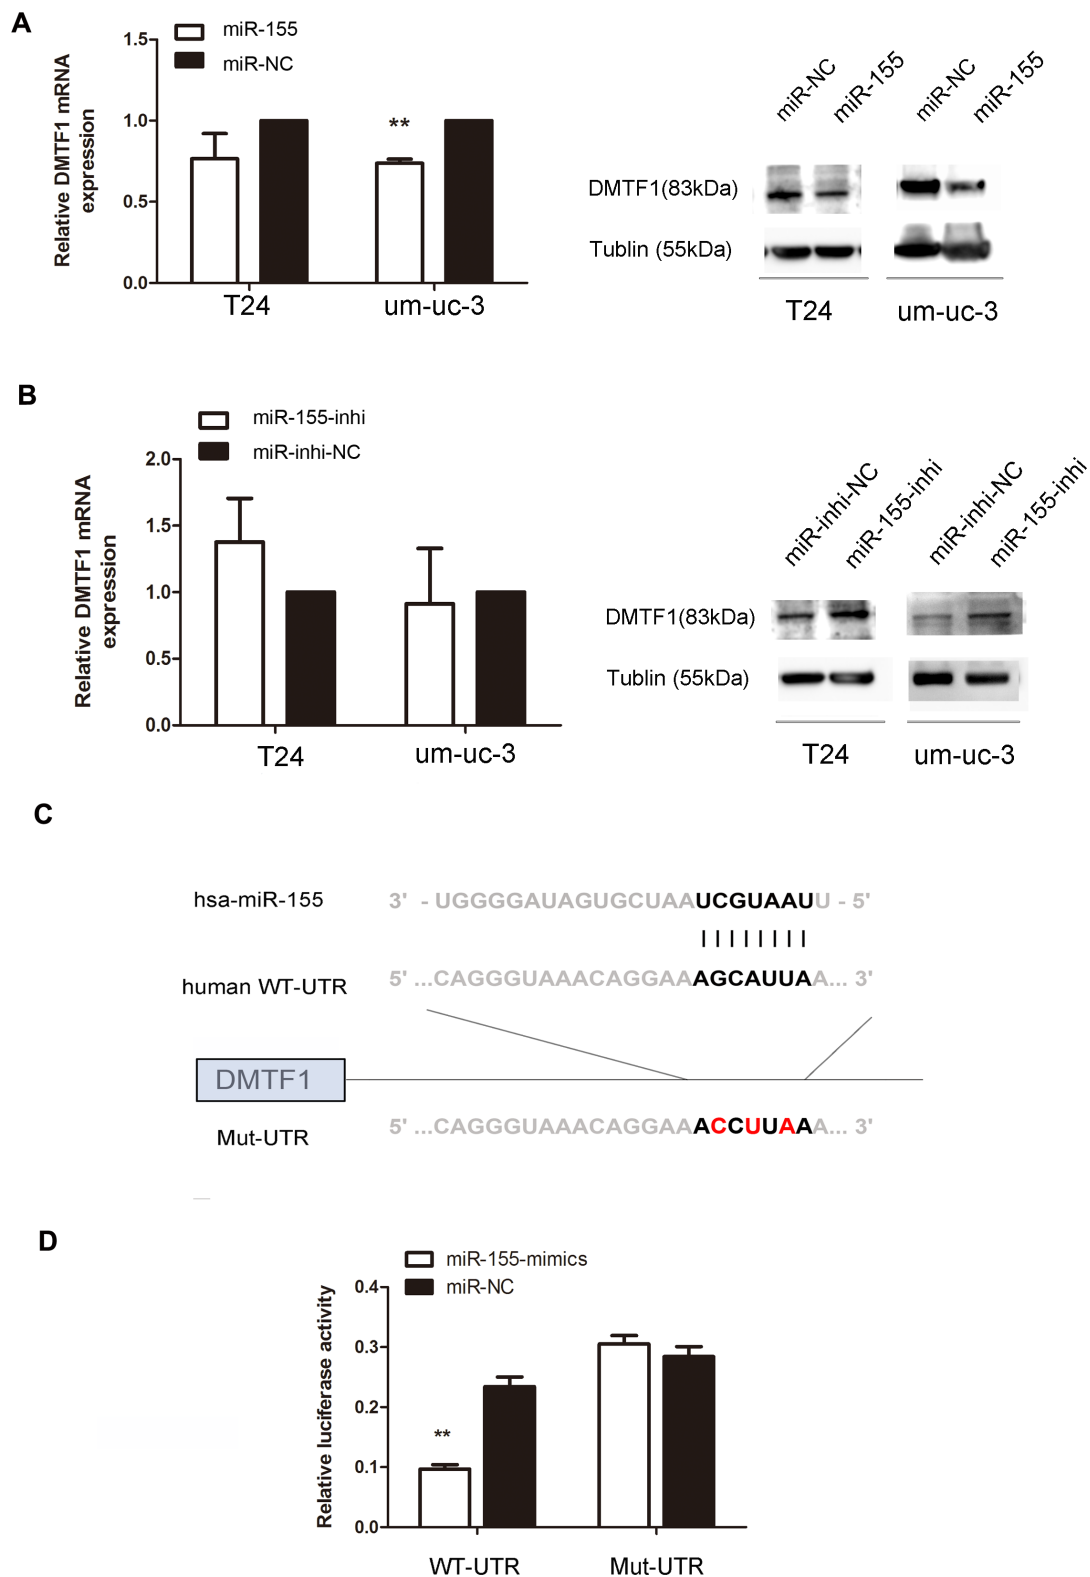 A
miR-155
miR-NC
1.5
1.0
0.5
0.0
Relative DMTF1 mRNA
expression
**
T24
um-uc-3
miR-NC
miR-155
miR-NC
miR-155
DMTF1(83kDa)
Tublin (55kDa)
T24
um-uc-3
B
miR-155-inhi
miR-inhi-NC
2.0
1.5
1.0
0.5
0.0
Relative DMTF1 mRNA
expression
T24
um-uc-3
miR-inhi-NC
miR-155-inhi
miR-inhi-NC
miR-155-inhi
DMTF1(83kDa)
Tublin (55kDa)
T24
um-uc-3
C
hsa-miR-155 3' - UGGGGAUAGUGCUAAUCGUAAUU - 5'
human WT-UTR 5' ...CAGGGUAAACAGGAAAGCAUUAA... 3'
DMTF1
Mut-UTR 5' ...CAGGGUAAACAGGAAACCUUAAA... 3'
D
miR-155-mimics
miR-NC
0.4
0.3
0.2
0.1
0.0
Relative luciferase activity
**
WT-UTR
Mut-UTR